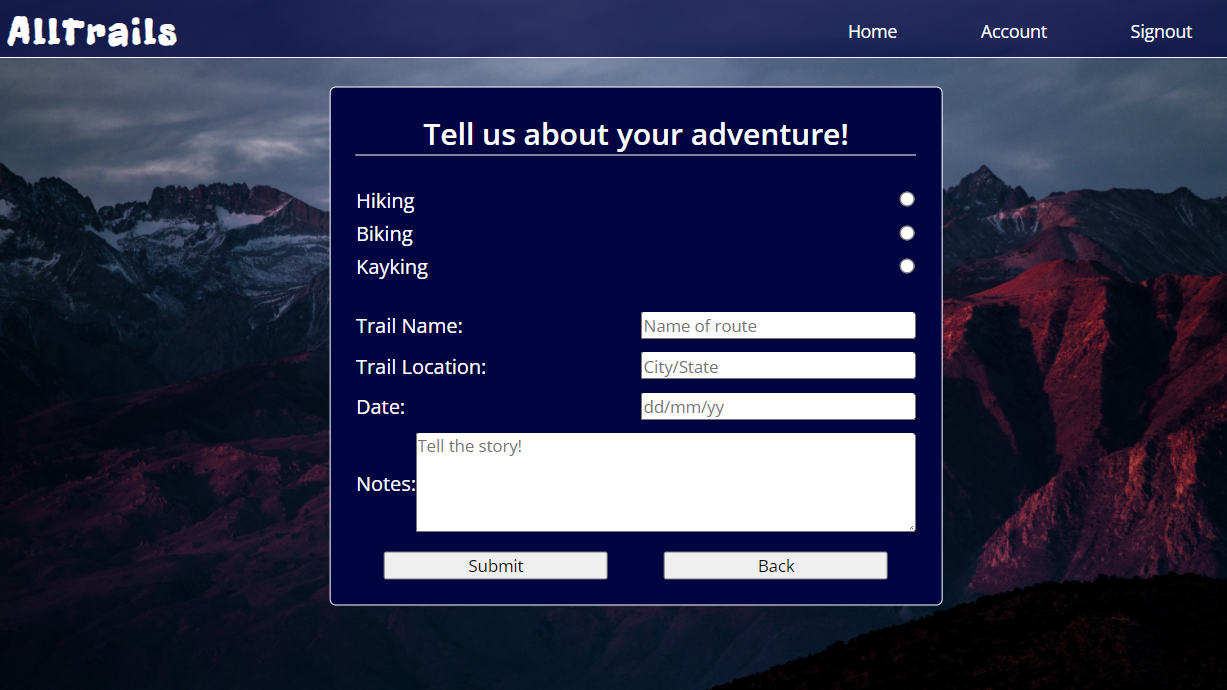 AllTrails
Home Account Signout
Tell us about your adventure!
Hiking
Biking
Kayking
Trail Name: Name of route
Trail Location: City/State
Date: dd/mm/yy
Notes: Tell the story!
Submit Back